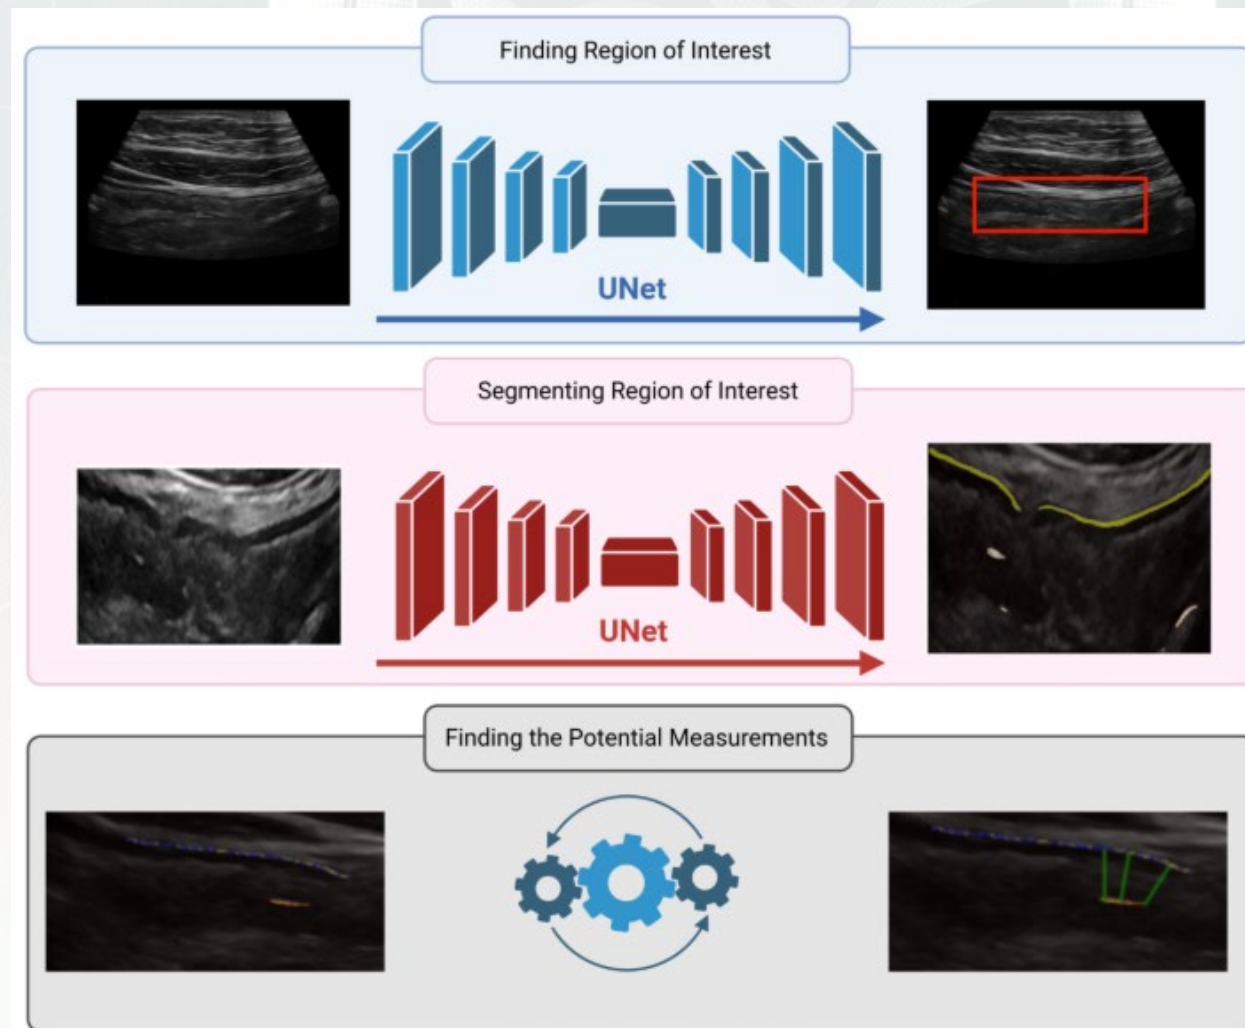 Finding Region of Interest
UNet
Segmenting Region of Interest
UNet
Finding the Potential Measurements